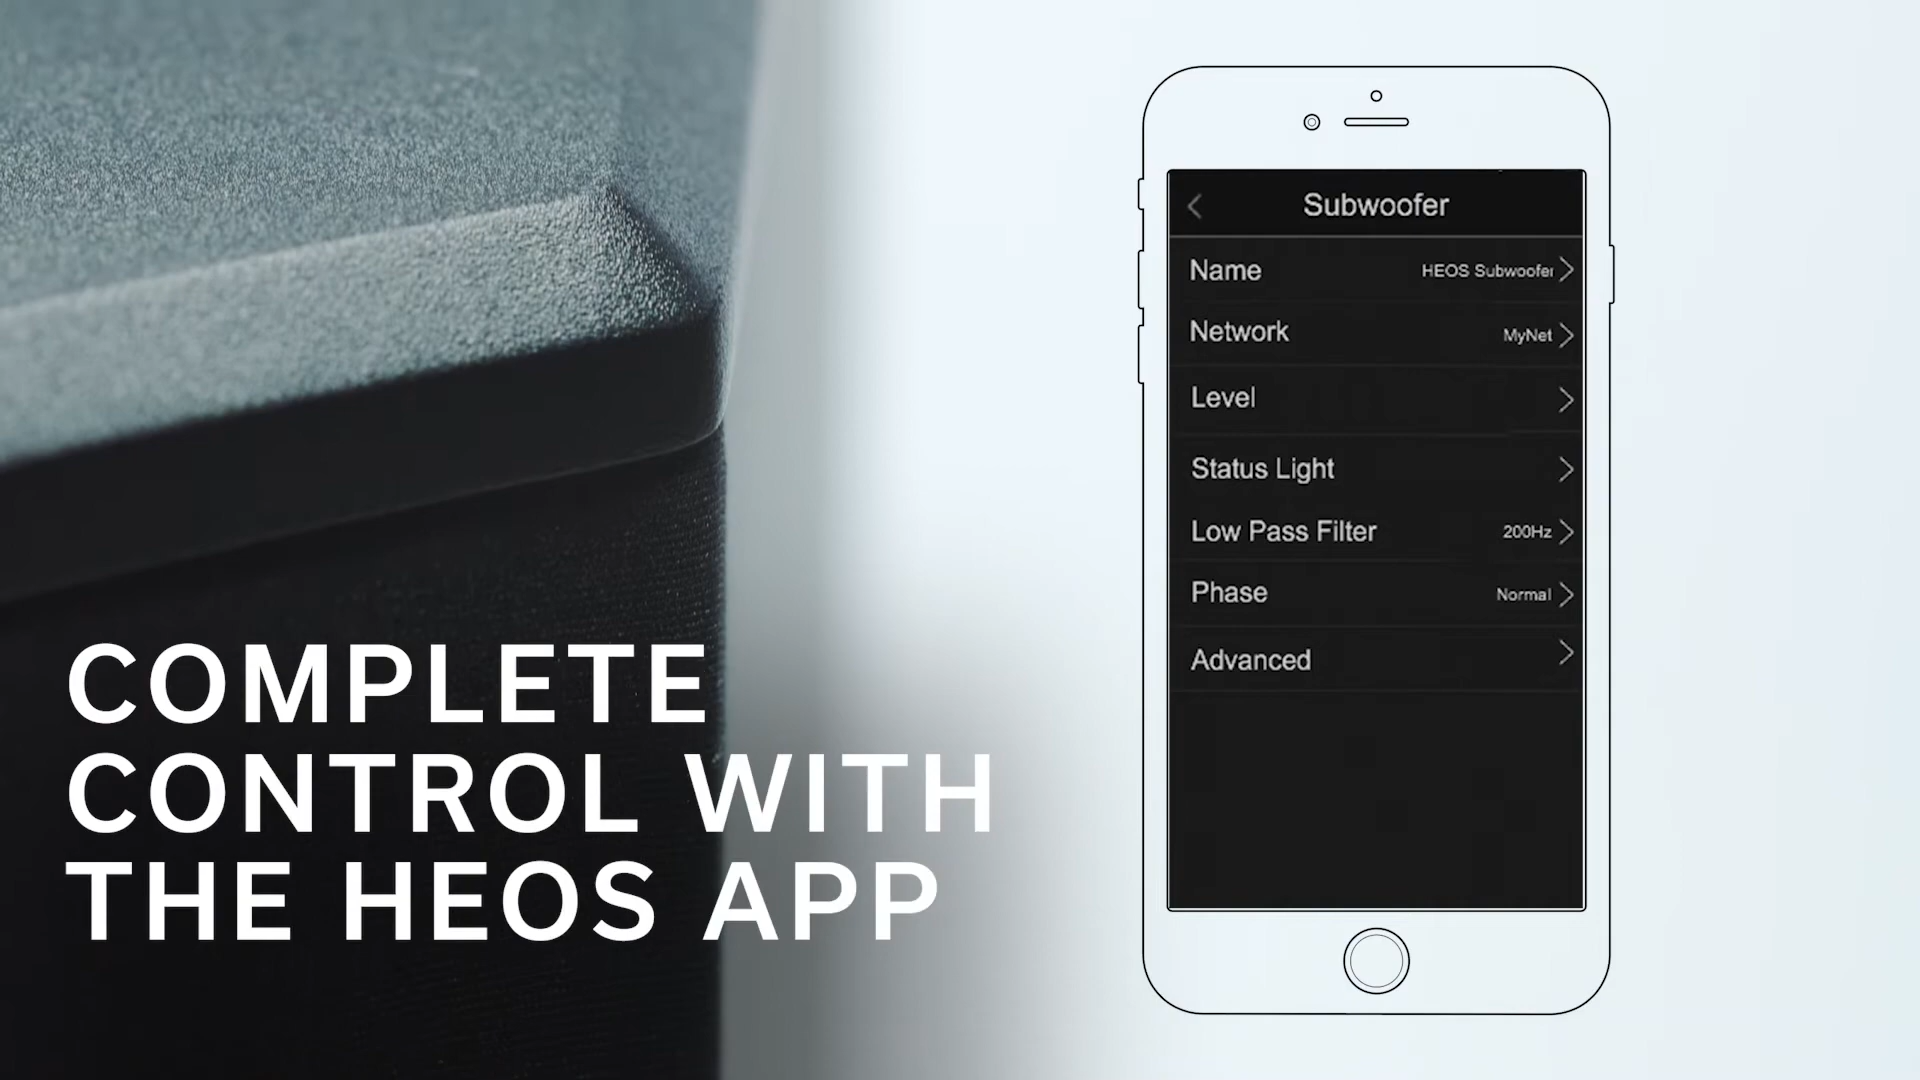 COMPLETE
CONTROL WITH
THE HEOS APP
Subwoofer
Name HEOS Subwoofer
Network MyNet
Level
Status Light
Low Pass Filter 200Hz
Phase Normal
Advanced